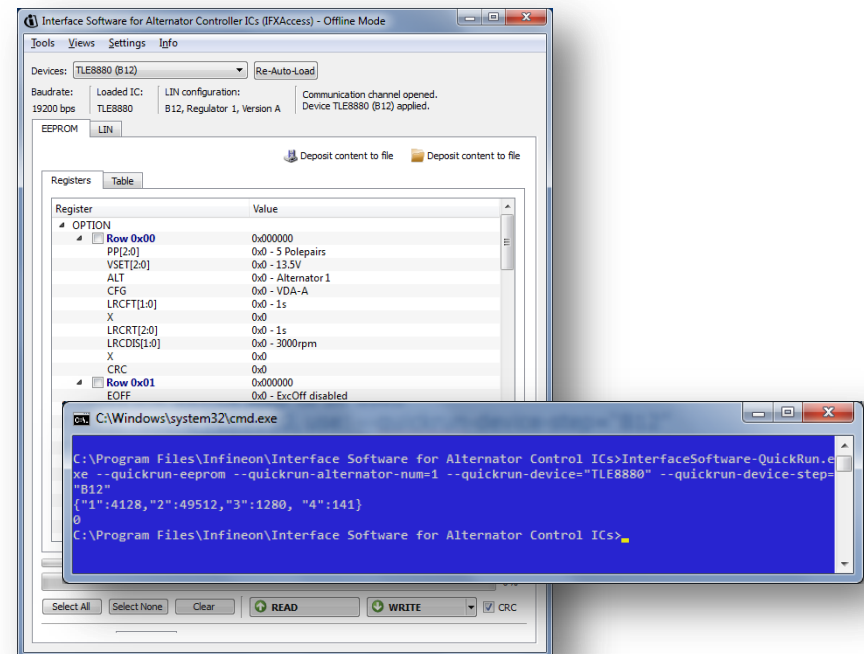 Interface Software for Alternator Controller ICs (IFXAccess) - Offline Mode
Tools Views Settings Info
Devices: TLE8880 (B12) Re-Auto-Load
Baudrate: Loaded IC: LIN configuration: Communication channel opened.
19200 bps TLE8880 B12, Regulator 1, Version A Device TLE8880 (B12) applied.
EEPROM LIN
Deposit content to file Deposit content to file
Registers Table
Register Value
OPTION
Row 0x00 0x000000
PP[2:0] 0x0 - 5 Polepairs
VSET[2:0] 0x0 - 13.5V
ALT 0x0 - Alternator 1
CFG 0x0 - VDA-A
LRCFT[1:0] 0x0 - 1s
X 0x0
LRCRT[2:0] 0x0 - 1s
LRCDIS[1:0] 0x0 - 3000rpm
X 0x0
CRC 0x0
Row 0x01 0x000000
EOFF 0x0 - ExcOff disabled
C:\Windows\system32\cmd.exe
C:\Program Files\Infineon\Interface Software for Alternator Control ICs>InterfaceSoftware-QuickRun.e
xe --quickrun-eeprom --quickrun-alternator-num=1 --quickrun-device="TLE8880" --quickrun-device-step=
"B12"
{"1":4128,"2":49512,"3":1280, "4":141}
0
C:\Program Files\Infineon\Interface Software for Alternator Control ICs>
Select All Select None Clear READ WRITE CRC